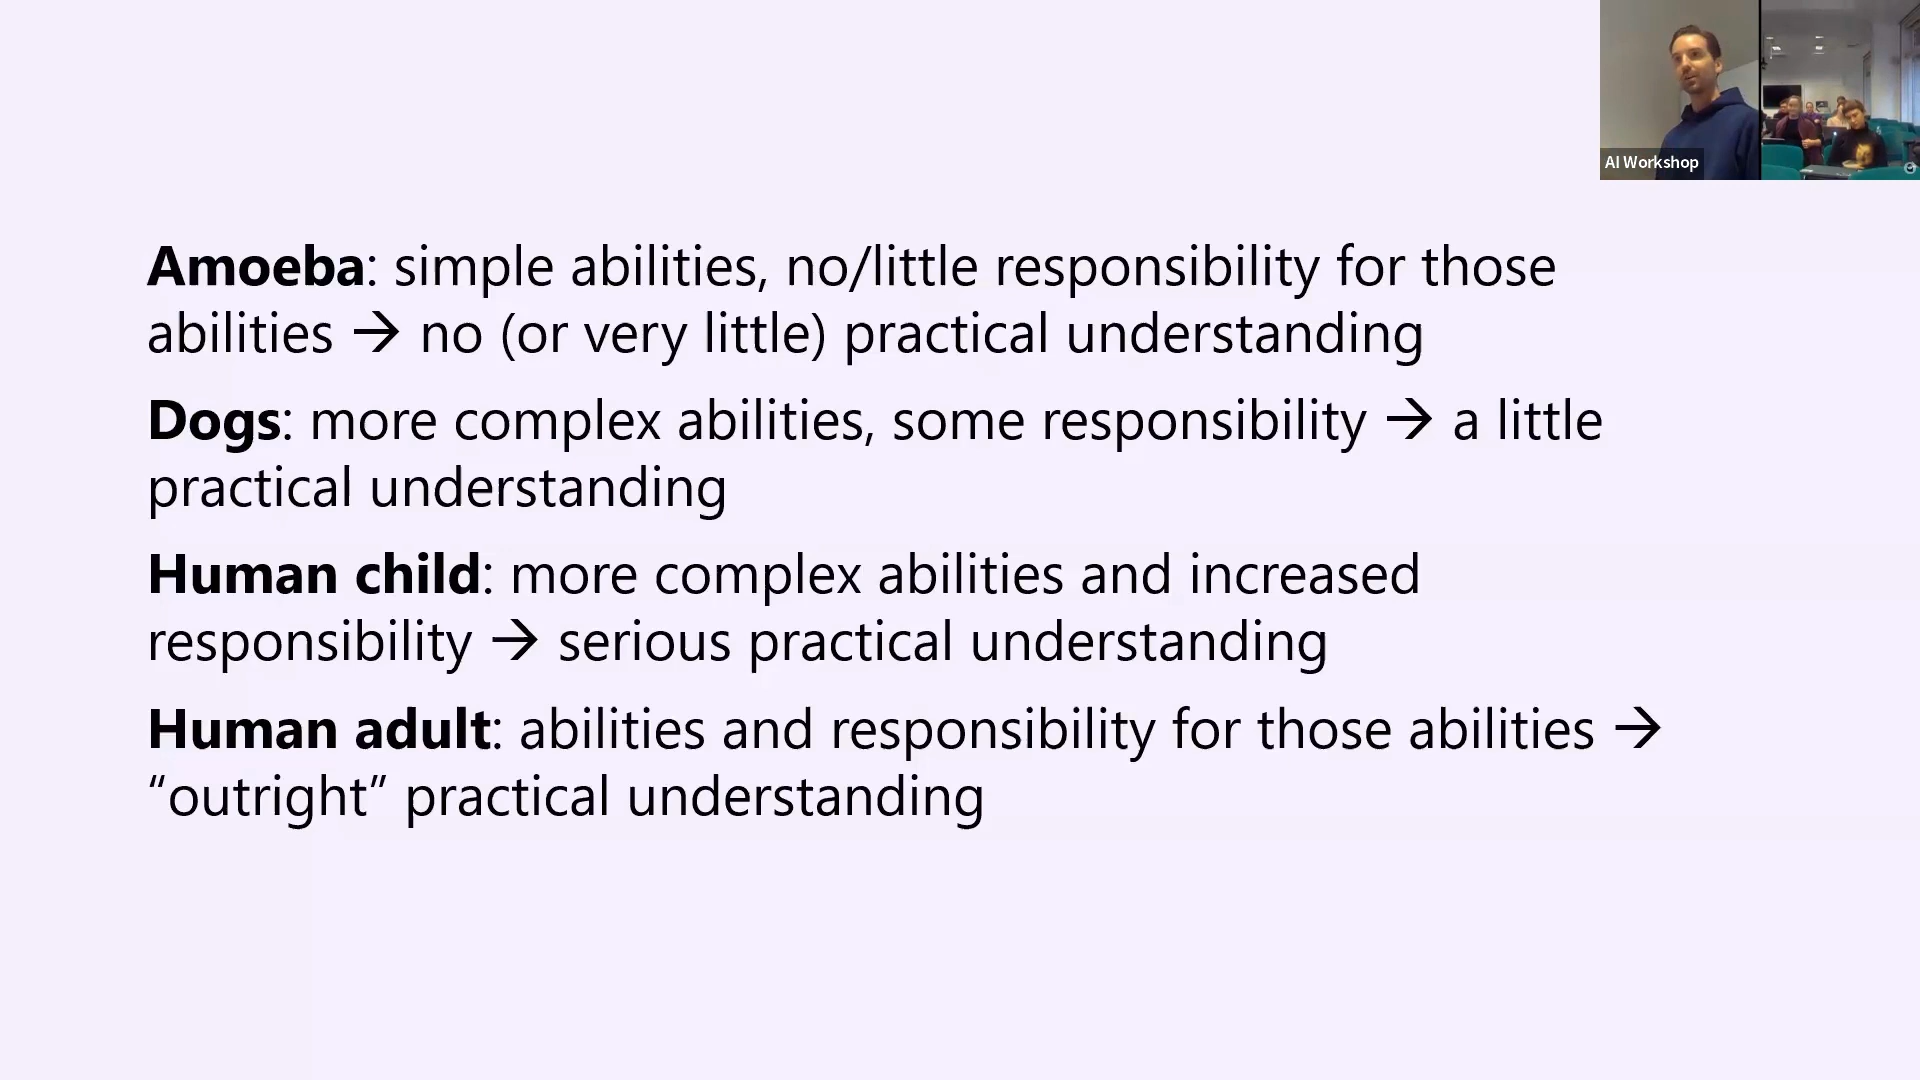 AI Workshop
Amoeba: simple abilities, no/little responsibility for those
abilities → no (or very little) practical understanding
Dogs: more complex abilities, some responsibility → a little
practical understanding
Human child: more complex abilities and increased
responsibility → serious practical understanding
Human adult: abilities and responsibility for those abilities →
“outright” practical understanding